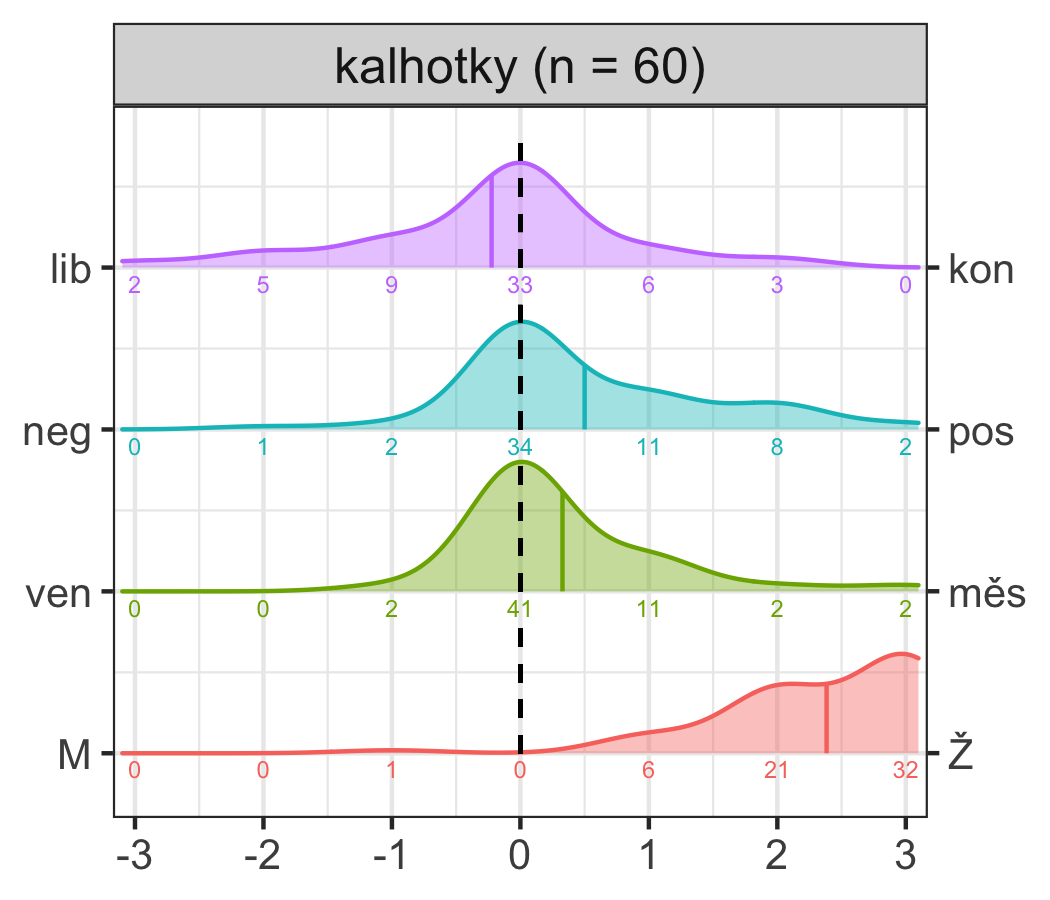 kalhotky (n = 60)
lib kon
2 5 9 33 6 3 0
neg pos
0 1 2 34 11 8 2
ven měs
0 0 2 41 11 2 2
M Ž
0 0 1 0 6 21 32
-3 -2 -1 0 1 2 3